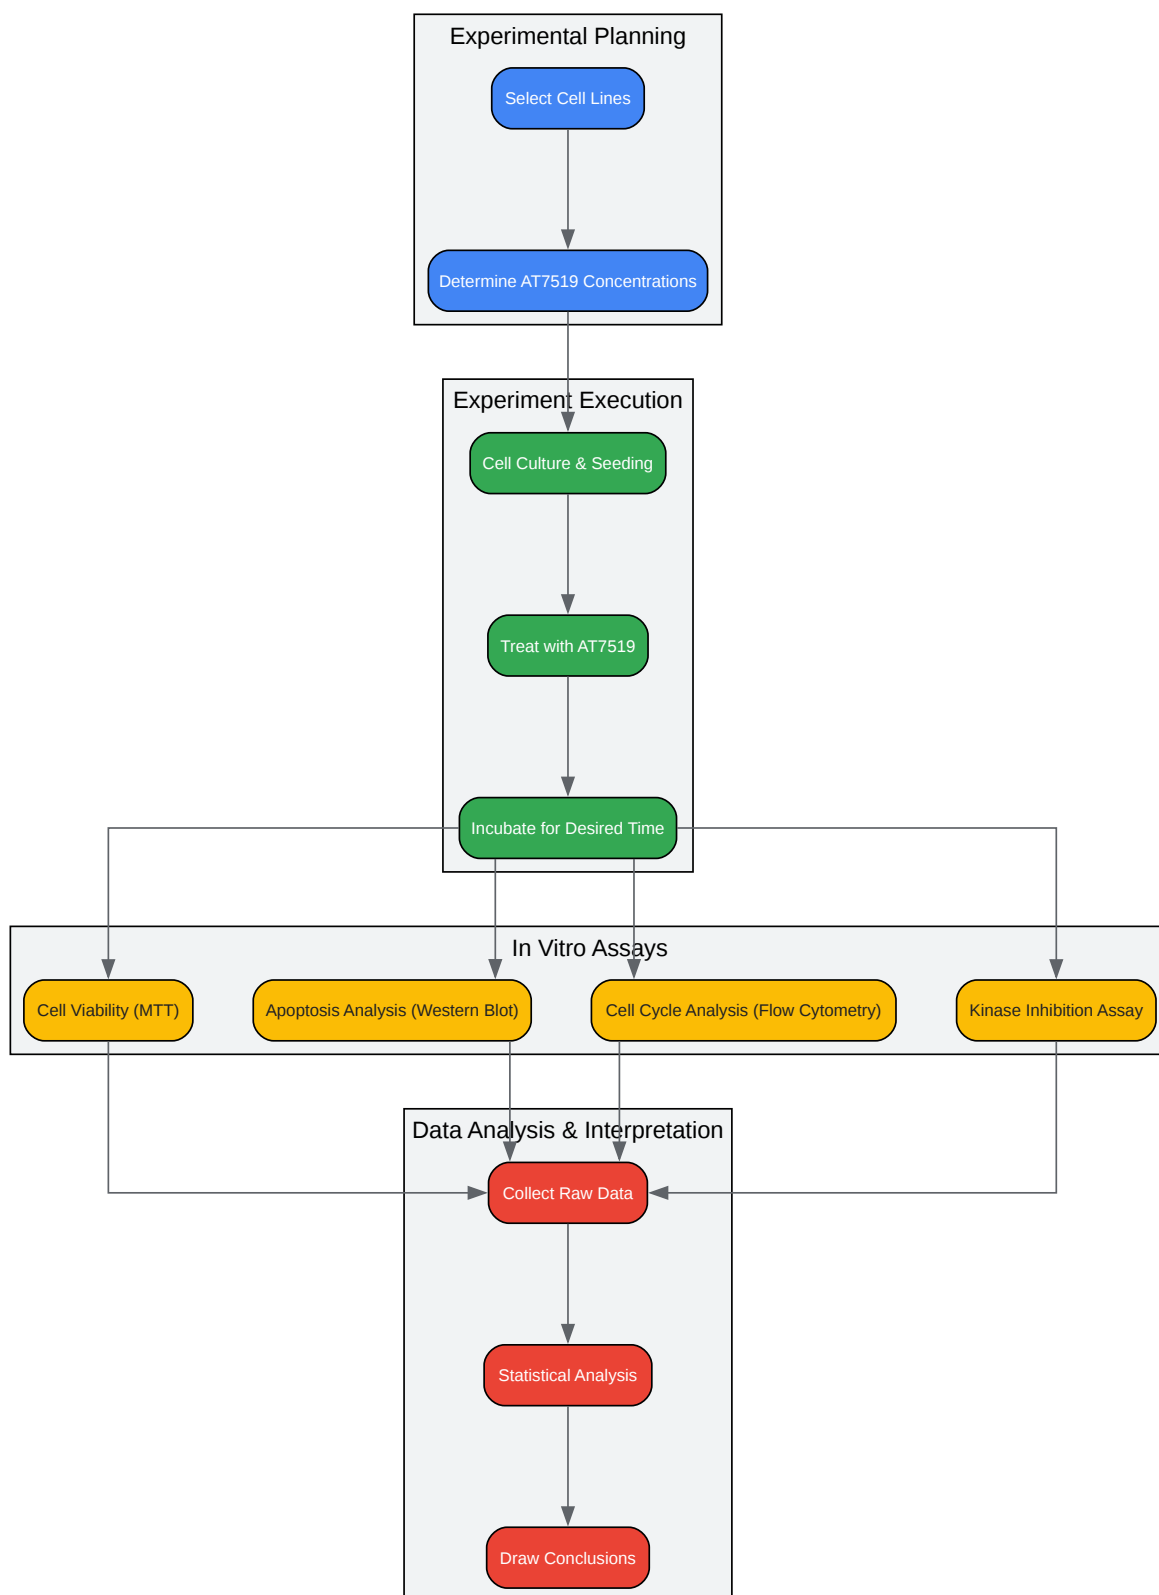 Experimental Planning
Select Cell Lines
Determine AT7519 Concentrations
Experiment Execution
Cell Culture & Seeding
Treat with AT7519
Incubate for Desired Time
In Vitro Assays
Cell Viability (MTT)
Apoptosis Analysis (Western Blot)
Cell Cycle Analysis (Flow Cytometry)
Kinase Inhibition Assay
Data Analysis & Interpretation
Collect Raw Data
Statistical Analysis
Draw Conclusions